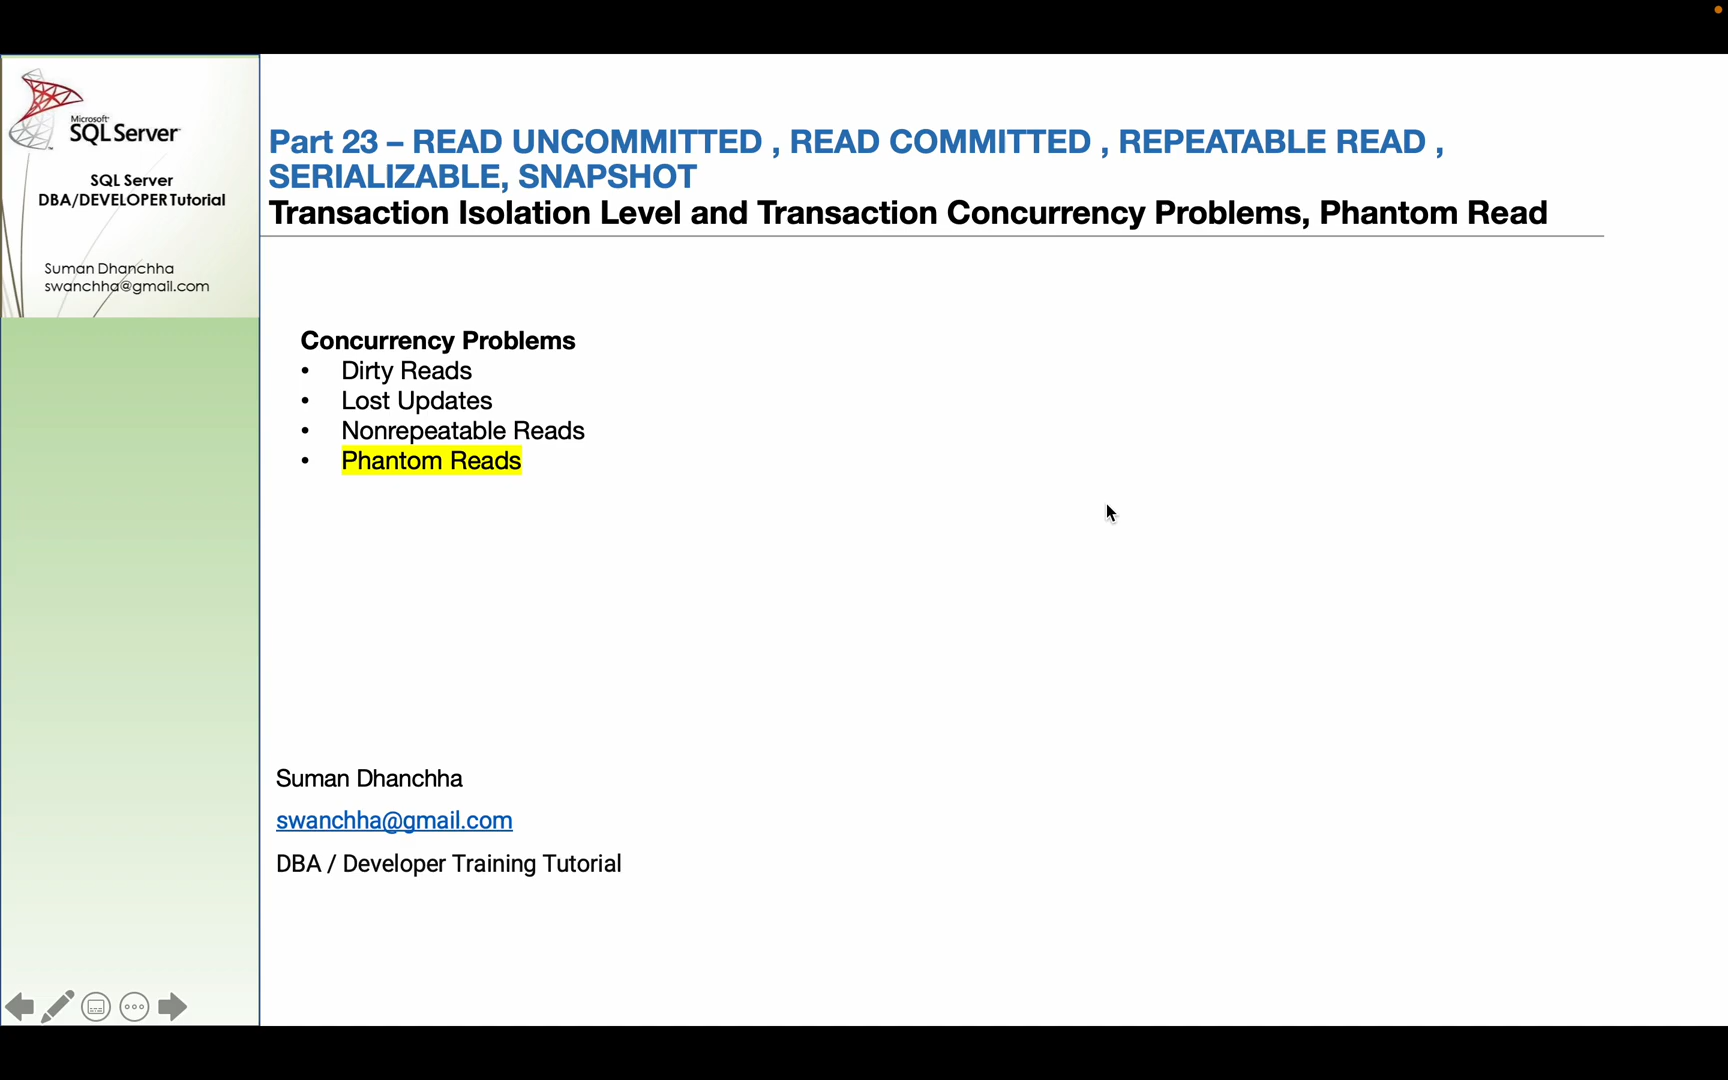 Microsoft
SQL Server
SQL Server
DBA/DEVELOPER Tutorial
Suman Dhanchha
swanchha@gmail.com
Part 23 – READ UNCOMMITTED , READ COMMITTED , REPEATABLE READ ,
SERIALIZABLE, SNAPSHOT
Transaction Isolation Level and Transaction Concurrency Problems, Phantom Read
Concurrency Problems
• Dirty Reads
• Lost Updates
• Nonrepeatable Reads
• Phantom Reads
Suman Dhanchha
swanchha@gmail.com
DBA / Developer Training Tutorial